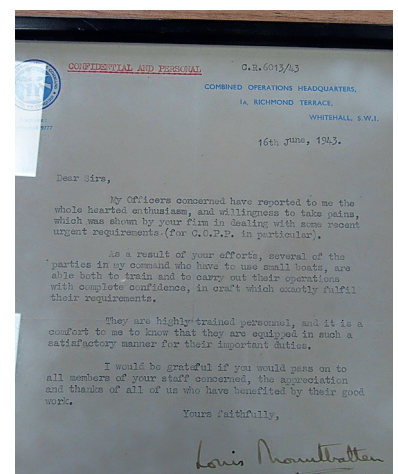 CONFIDENTIAL AND PERSONAL
C.R.6013/43
COMBINED OPERATIONS HEADQUARTERS,
1A, RICHMOND TERRACE,
WHITEHALL, S.W.1.
16th June, 1943.
Dear Sirs,
My Officers concerned have reported to me the
whole hearted enthusiasm, and willingness to take pains,
which was shown by your firm in dealing with some recent
urgent requirements (for C.O.P.P. in particular).
As a result of your efforts, several of the
parties in my command who have to use small boats, are
able both to train and to carry out their operations
with complete confidence, in craft which exactly fulfil
their requirements.
They are highly trained personnel, and it is a
comfort to me to know that they are equipped in such a
satisfactory manner for their important duties.
I would be grateful if you would pass on to
all members of your staff concerned, the appreciation
and thanks of all of us who have benefited by their good
work.
Yours faithfully,
Louis Mountbatten